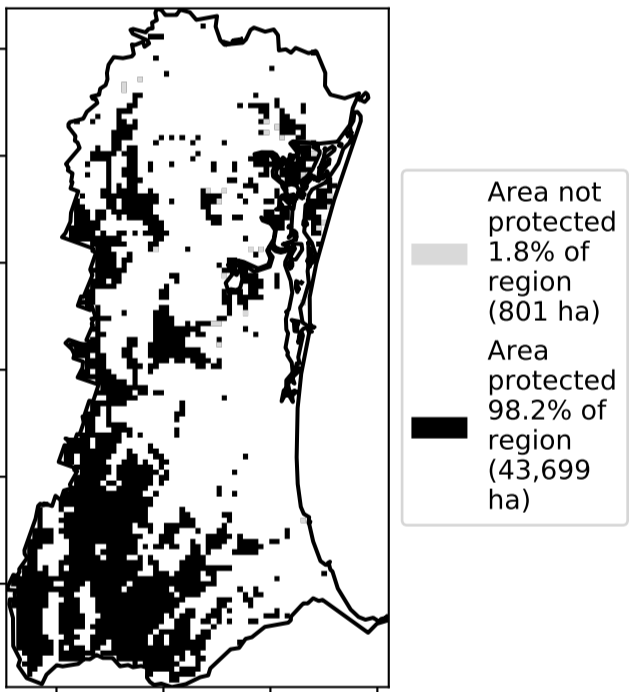 Area not
protected
1.8% of
region
(801 ha)
Area
protected
98.2% of
region
(43,699
ha)